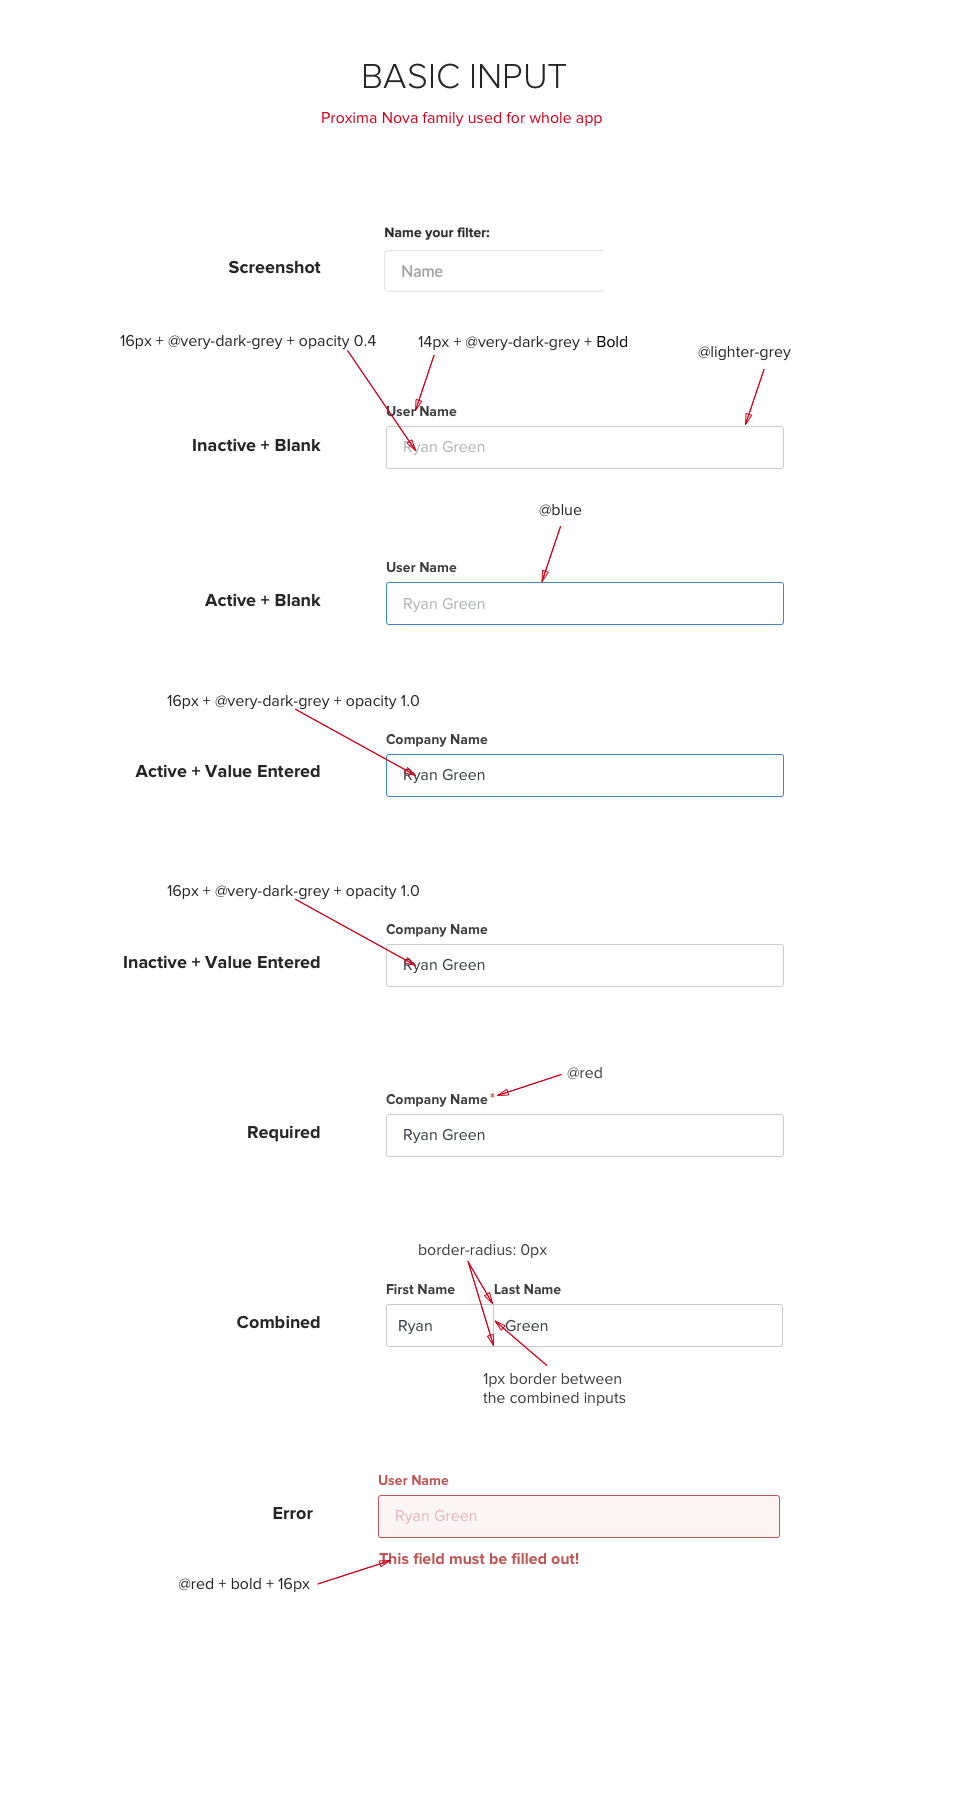 BASIC INPUT
Proxima Nova family used for whole app
Name your filter:
Screenshot
Name
16px + @very-dark-grey + opacity 0.4
14px + @very-dark-grey + Bold
@lighter-grey
User Name
Inactive + Blank
Ryan Green
@blue
User Name
Active + Blank
Ryan Green
16px + @very-dark-grey + opacity 1.0
Company Name
Active + Value Entered
Ryan Green
16px + @very-dark-grey + opacity 1.0
Company Name
Inactive + Value Entered
Ryan Green
@red
Company Name *
Required
Ryan Green
border-radius: 0px
First Name
Last Name
Combined
Ryan
Green
1px border between
the combined inputs
User Name
Error
Ryan Green
This field must be filled out!
@red + bold + 16px